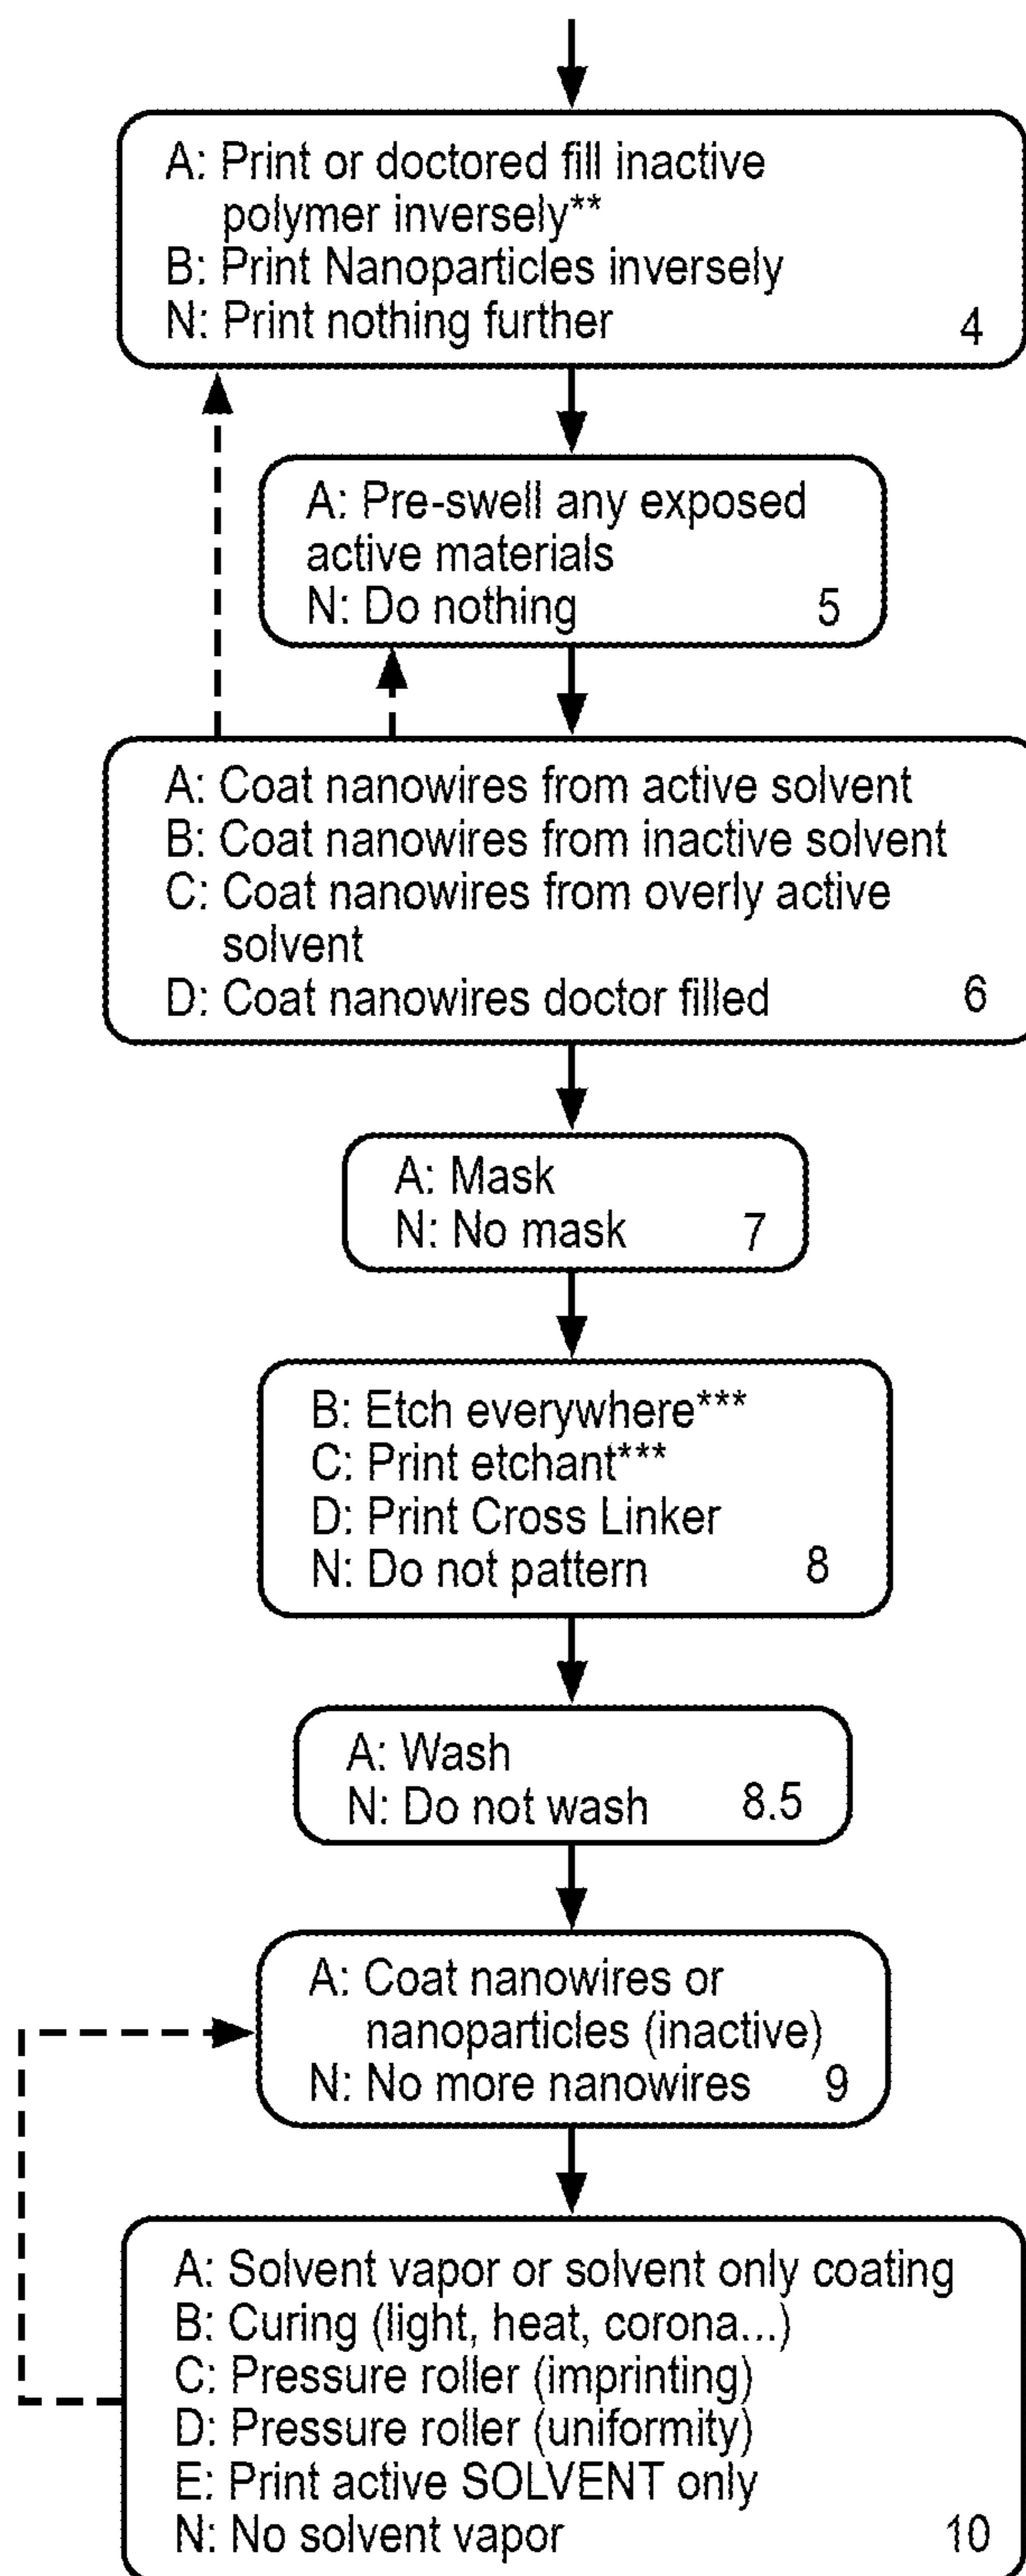 A: Print or doctored fill inactive
polymer inversely**
B: Print Nanoparticles inversely
N: Print nothing further 4
A: Pre-swell any exposed
active materials
N: Do nothing 5
A: Coat nanowires from active solvent
B: Coat nanowires from inactive solvent
C: Coat nanowires from overly active
solvent
D: Coat nanowires doctor filled 6
A: Mask
N: No mask 7
B: Etch everywhere***
C: Print etchant***
D: Print Cross Linker
N: Do not pattern 8
A: Wash
N: Do not wash 8.5
A: Coat nanowires or
nanoparticles (inactive)
N: No more nanowires 9
A: Solvent vapor or solvent only coating
B: Curing (light, heat, corona...)
C: Pressure roller (imprinting)
D: Pressure roller (uniformity)
E: Print active SOLVENT only
N: No solvent vapor 10